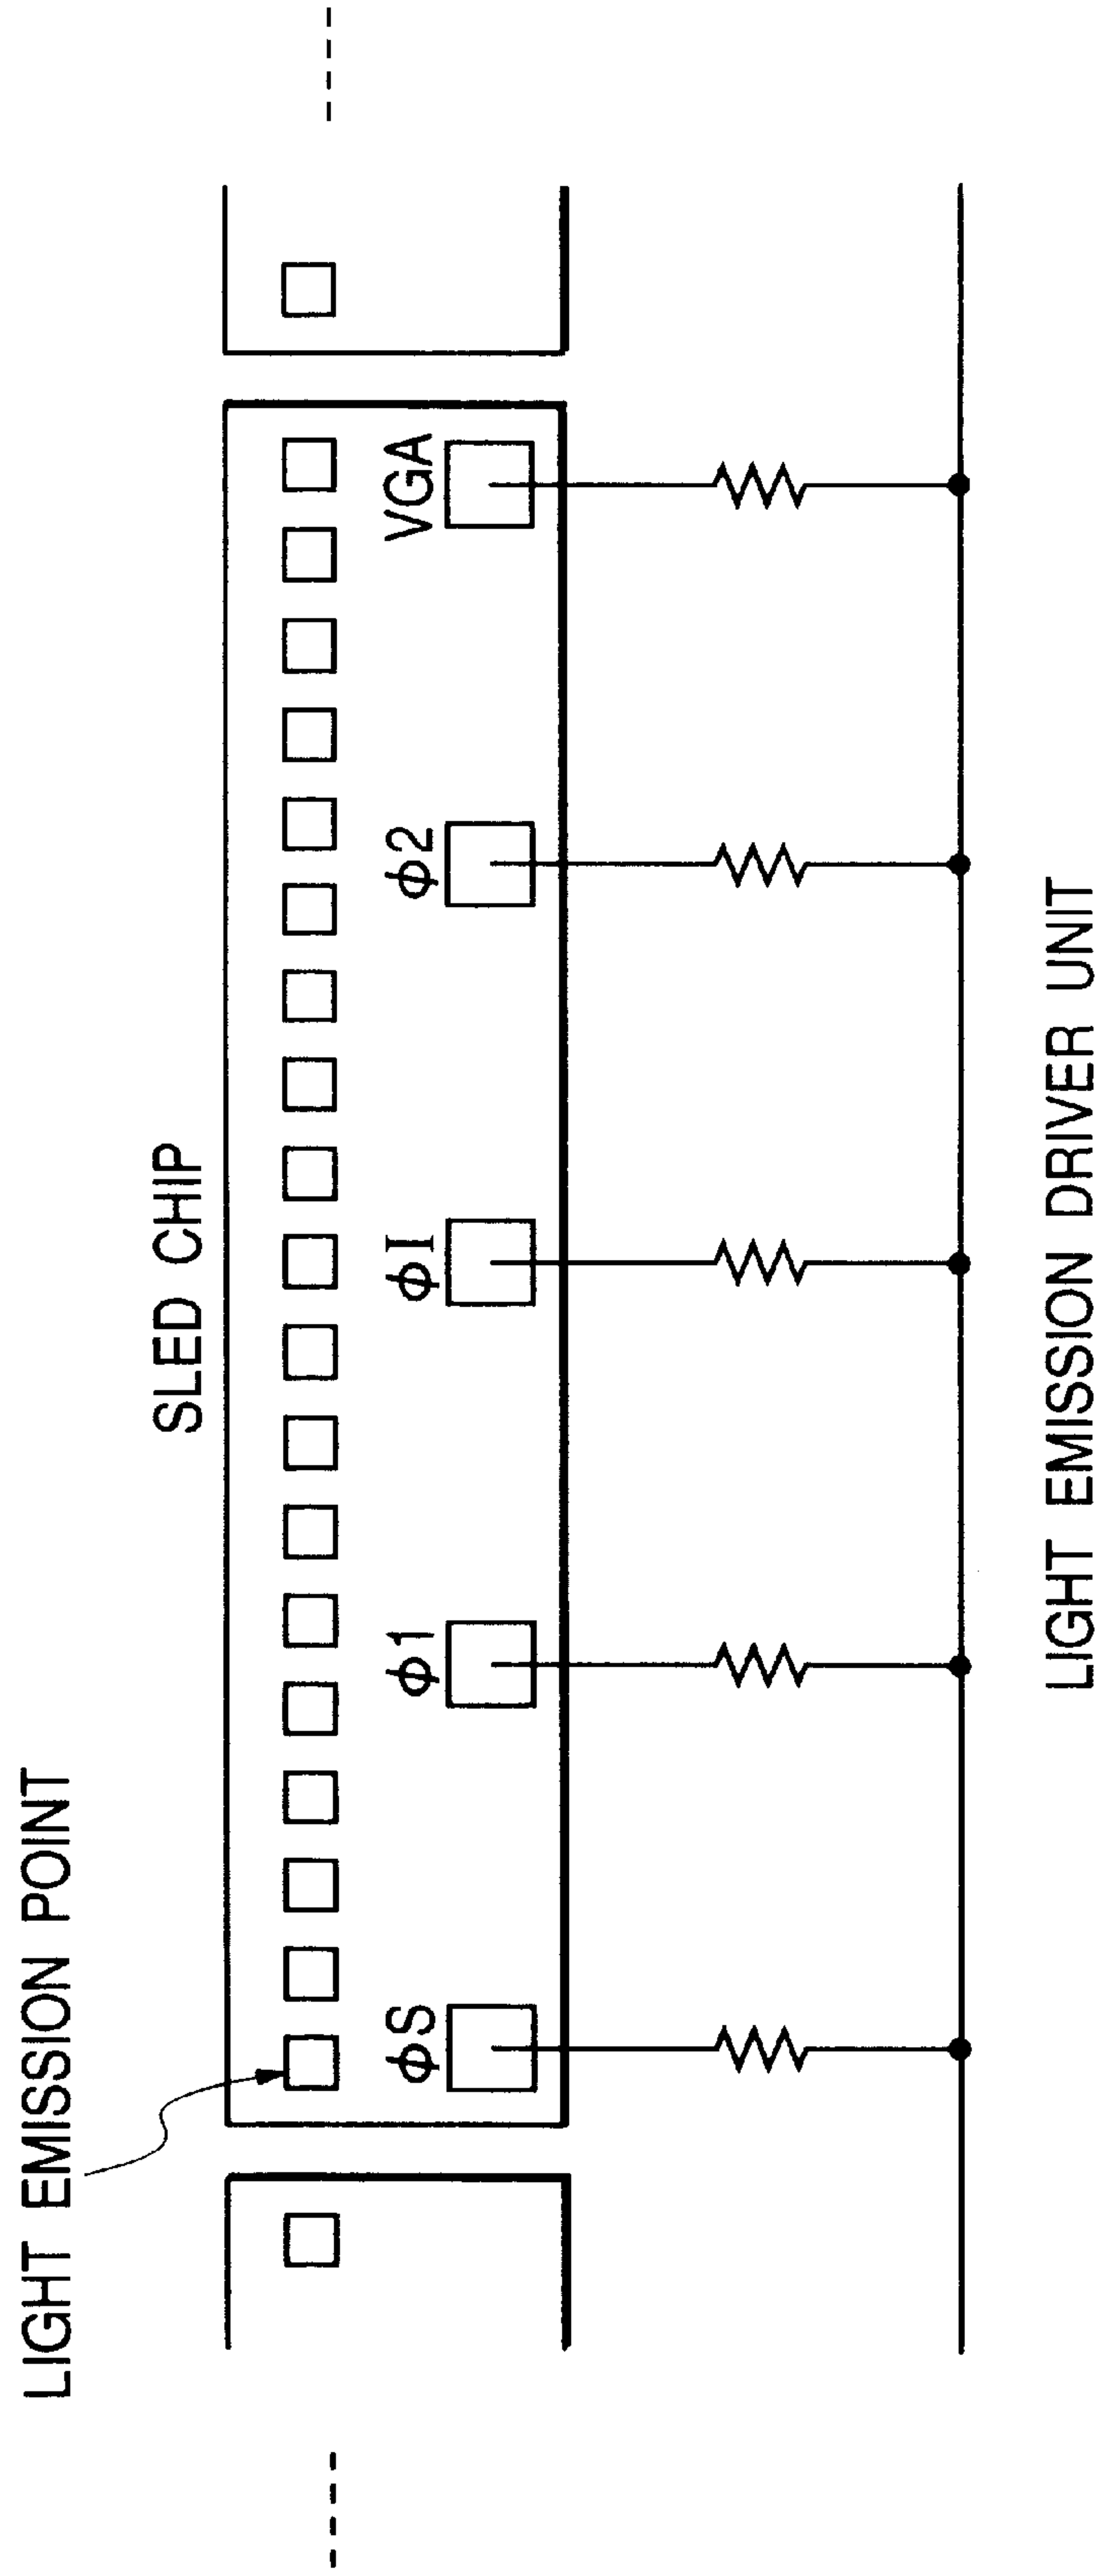 LIGHT EMISSION POINT
SLED CHIP
ϕS
ϕ1
ϕI
ϕ2
VGA
LIGHT EMISSION DRIVER UNIT